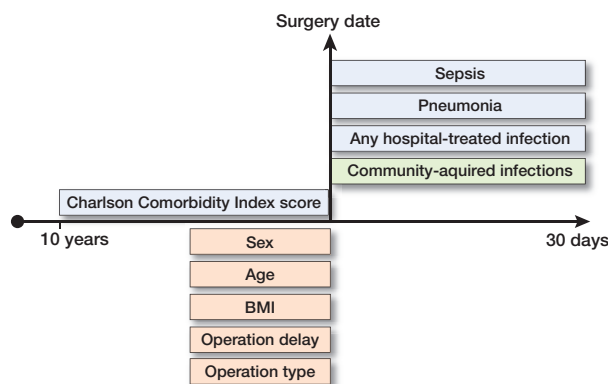 Surgery date
Sepsis
Pneumonia
Any hospital-treated infection
Community-aquired infections
Charlson Comorbidity Index score
10 years
30 days
Sex
Age
BMI
Operation delay
Operation type